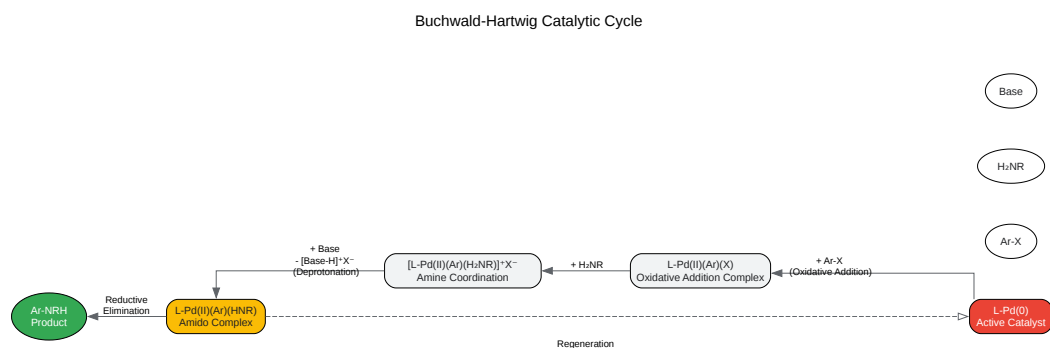 Buchwald-Hartwig Catalytic Cycle
Base
H₂NR
Ar-X
+ Base
- [Base-H]⁺X⁻
(Deprotonation)
[L-Pd(II)(Ar)(H₂NR)]⁺X⁻
Amine Coordination
+ H₂NR
L-Pd(II)(Ar)(X)
Oxidative Addition Complex
+ Ar-X
(Oxidative Addition)
Ar-NRH
Product
Reductive
Elimination
L-Pd(II)(Ar)(HNR)
Amido Complex
L-Pd(0)
Active Catalyst
Regeneration